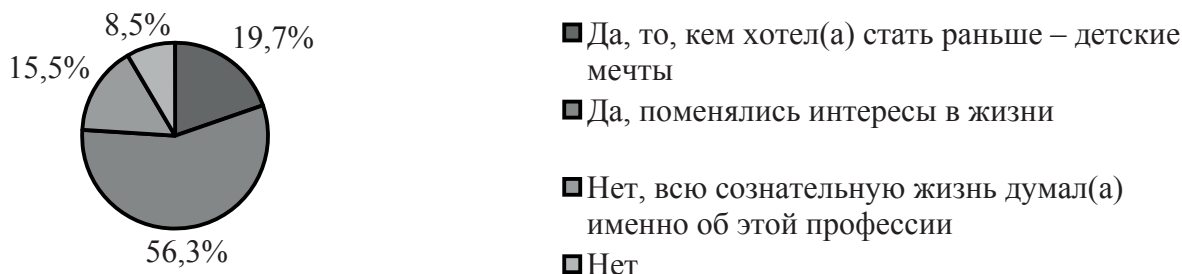 8,5%
19,7%
15,5%
56,3%
Да, то, кем хотел(а) стать раньше – детские
мечты
Да, поменялись интересы в жизни
Нет, всю сознательную жизнь думал(а)
именно об этой профессии
Нет